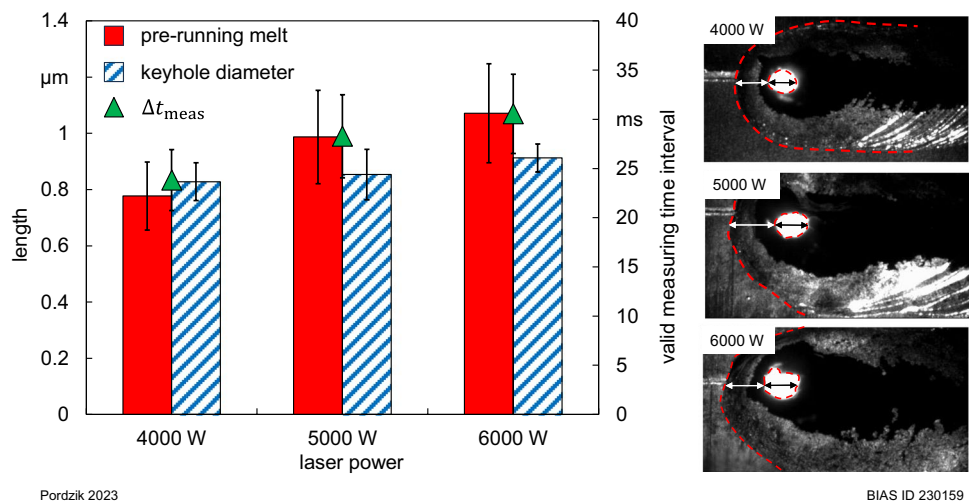 1.4
1.2
μm
1
0.8
length
0.6
0.4
0.2
0
pre-running melt
keyhole diameter
Δt_meas
40
35
ms
25
20
15
10
5
0
valid measuring time interval
4000 W
5000 W
6000 W
laser power
4000 W
5000 W
6000 W
Pordzik 2023
BIAS ID 230159